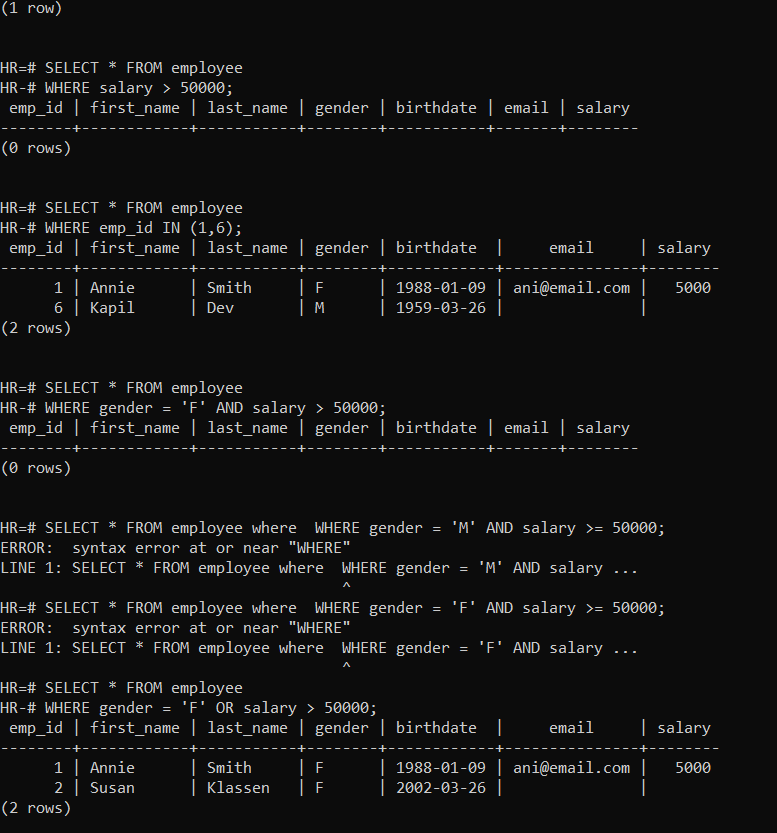 (1 row)
HR=# SELECT * FROM employee
HR-# WHERE salary > 50000;
 emp_id | first_name | last_name | gender | birthdate | email | salary
--------+------------+-----------+--------+-----------+-------+--------
(0 rows)
HR=# SELECT * FROM employee
HR-# WHERE emp_id IN (1,6);
 emp_id | first_name | last_name | gender | birthdate  |     email     | salary
--------+------------+-----------+--------+------------+---------------+--------
      1 | Annie      | Smith     | F      | 1988-01-09 | ani@email.com |   5000
      6 | Kapil      | Dev       | M      | 1959-03-26 |               |
(2 rows)
HR=# SELECT * FROM employee
HR-# WHERE gender = 'F' AND salary > 50000;
 emp_id | first_name | last_name | gender | birthdate | email | salary
--------+------------+-----------+--------+-----------+-------+--------
(0 rows)
HR=# SELECT * FROM employee where  WHERE gender = 'M' AND salary >= 50000;
ERROR:  syntax error at or near "WHERE"
LINE 1: SELECT * FROM employee where  WHERE gender = 'M' AND salary ...
                                      ^
HR=# SELECT * FROM employee where  WHERE gender = 'F' AND salary >= 50000;
ERROR:  syntax error at or near "WHERE"
LINE 1: SELECT * FROM employee where  WHERE gender = 'F' AND salary ...
                                      ^
HR=# SELECT * FROM employee
HR-# WHERE gender = 'F' OR salary > 50000;
 emp_id | first_name | last_name | gender | birthdate  |     email     | salary
--------+------------+-----------+--------+------------+---------------+--------
      1 | Annie      | Smith     | F      | 1988-01-09 | ani@email.com |   5000
      2 | Susan      | Klassen   | F      | 2002-03-26 |               |
(2 rows)